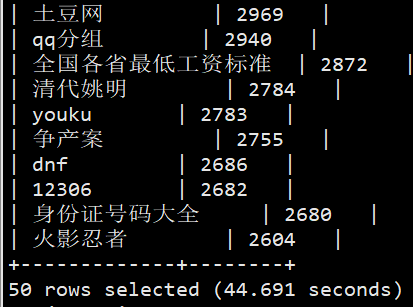 | 土豆网 | 2969 |
| qq分组 | 2940 |
| 全国各省最低工资标准 | 2872 |
| 清代姚明 | 2784 |
| youku | 2783 |
| 争产案 | 2755 |
| dnf | 2686 |
| 12306 | 2682 |
| 身份证号码大全 | 2680 |
| 火影忍者 | 2604 |
+-------------+--------+
50 rows selected (44.691 seconds)